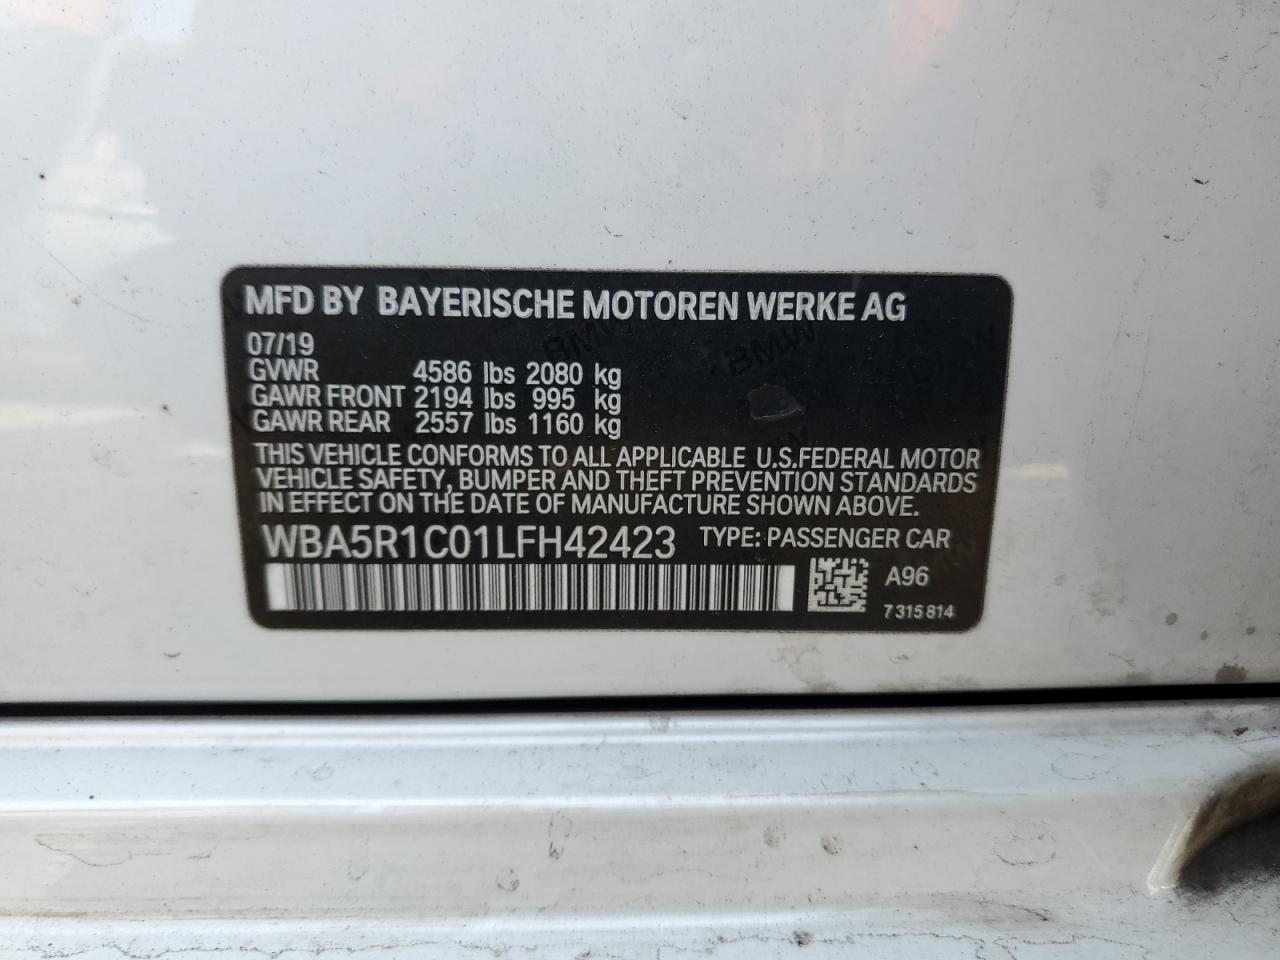 MFD BY BAYERISCHE MOTOREN WERKE AG
07/19
GVWR 4586 lbs 2080 kg
GAWR FRONT 2194 lbs 995 kg
GAWR REAR 2557 lbs 1160 kg
THIS VEHICLE CONFORMS TO ALL APPLICABLE U.S.FEDERAL MOTOR
VEHICLE SAFETY, BUMPER AND THEFT PREVENTION STANDARDS
IN EFFECT ON THE DATE OF MANUFACTURE SHOWN ABOVE.
WBA5R1C01LFH42423 TYPE: PASSENGER CAR
A96
7 315 814